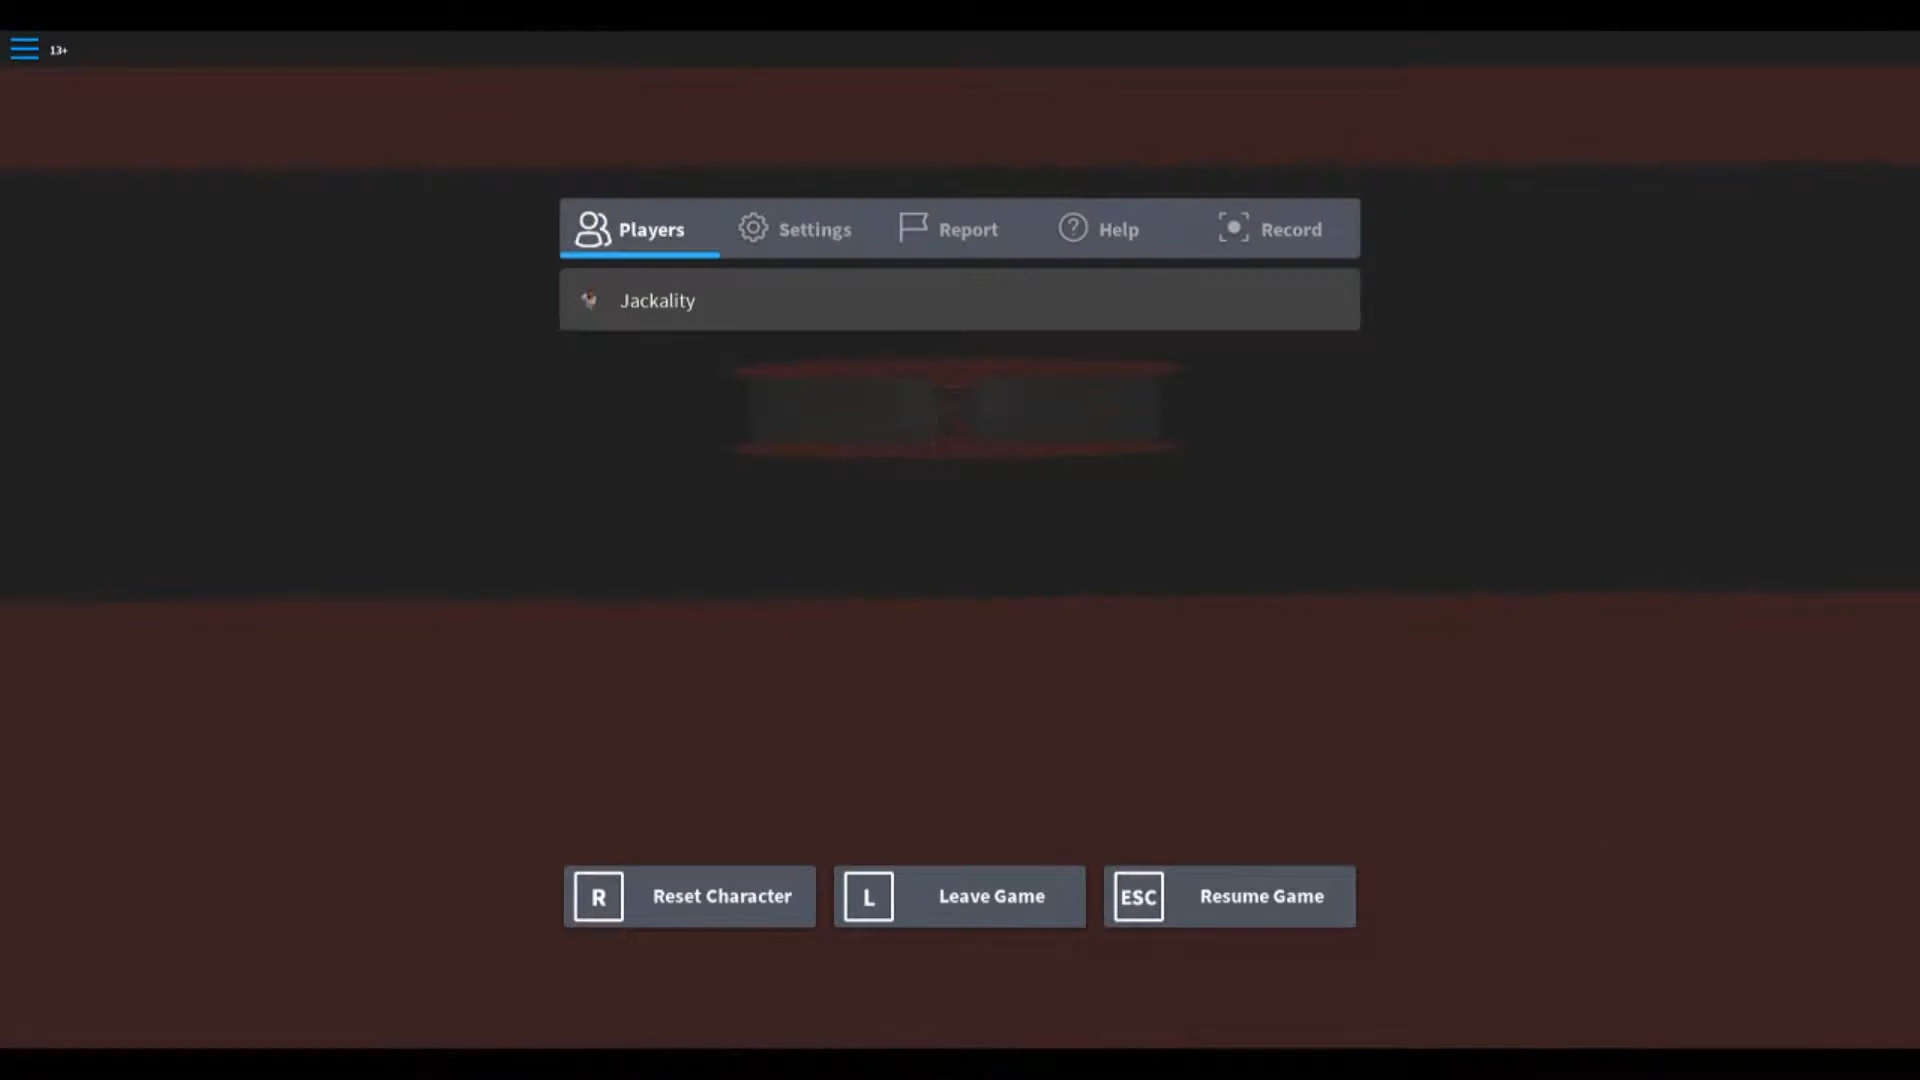 13+
Players Settings Report Help Record
Jackality
R Reset Character L Leave Game ESC Resume Game